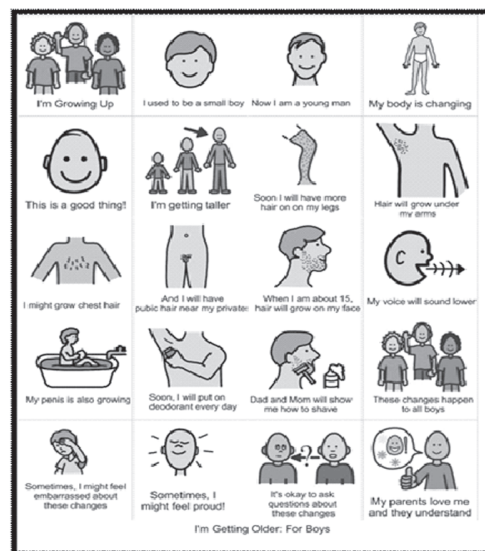 I'm Growing Up
I used to be a small boy
Now I am a young man
My body is changing
This is a good thing!!
I'm getting taller
Soon I will have more
hair on on my legs
Hair will grow under
my arms
I might grow chest hair
And I will have
pubic hair near my privates
When I am about 15,
hair will grow on my face
My voice will sound lower
My penis is also growing
Soon, I will put on
deodorant every day
Dad and Mom will show
me how to shave
These changes happen
to all boys
Sometimes, I might feel
embarrassed about
these changes
Sometimes, I
might feel proud!
?
It's okay to ask
questions about
these changes
My parents love me
and they understand
I'm Getting Older: For Boys